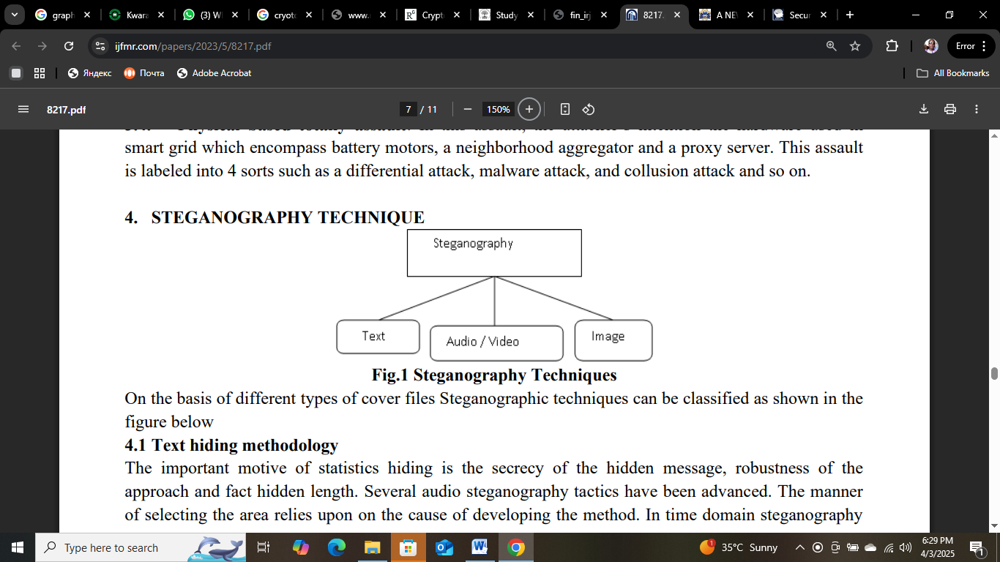 graph
Kwara
(3) W
cryoto
www.
Crypt
Study
fin_irj
8217.
A NE
Secur
ijfmr.com/papers/2023/5/8217.pdf
Error
Яндекс
Почта
Adobe Acrobat
All Bookmarks
8217.pdf
7 / 11
150%
smart grid which encompass battery motors, a neighborhood aggregator and a proxy server. This assault
is labeled into 4 sorts such as a differential attack, malware attack, and collusion attack and so on.
4. STEGANOGRAPHY TECHNIQUE
Steganography
Text
Audio / Video
Image
Fig.1 Steganography Techniques
On the basis of different types of cover files Steganographic techniques can be classified as shown in the
figure below
4.1 Text hiding methodology
The important motive of statistics hiding is the secrecy of the hidden message, robustness of the
approach and fact hidden length. Several audio steganography tactics have been advanced. The manner
of selecting the area relies upon on the cause of developing the method. In time domain steganography
Type here to search
1
35°C Sunny
6:29 PM
4/3/2025
1